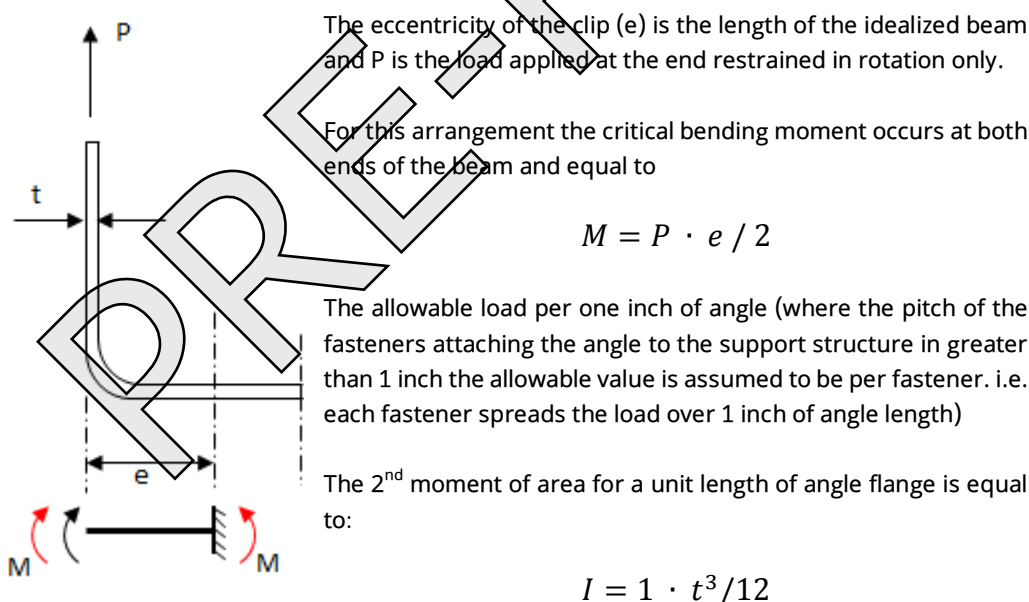 P
The eccentricity of the clip (e) is the length of the idealized beam
and P is the load applied at the end restrained in rotation only.
For this arrangement the critical bending moment occurs at both
ends of the beam and equal to
t
M = P · e / 2
The allowable load per one inch of angle (where the pitch of the
fasteners attaching the angle to the support structure in greater
than 1 inch the allowable value is assumed to be per fastener. i.e.
each fastener spreads the load over 1 inch of angle length)
e
The 2nd moment of area for a unit length of angle flange is equal
to:
M
M
I = 1 · t³/12
PRE-